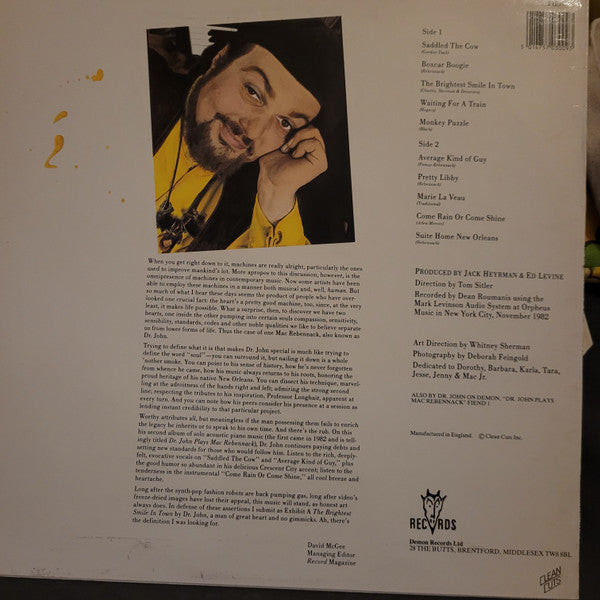 Side 1
Saddled The Cow
Boxcar Boogie
(Rebennack)
The Brightest Smile In Town
(Charles, Sherman & Devorzon)
Waiting For A Train
(Rogers)
Monkey Puzzle
Side 2
Average Kind of Guy
(Pomus Rebennack)
Pretty Libby
(Rebennack)
Marie La Veau
(Traditional)
Come Rain Or Come Shine
(Arlen Mercer)
Suite Home New Orleans
(Rebennack)
When you get right down to it, machines are really alright, particularly the ones
used to improve mankind's lot. More apropos to this discussion, however, is the
omnipresence of machines in contemporary music. Now some artists have been
able to employ these machines in a manner both musical and, well, human. But
so much of what I hear these days seems the product of people who have over-
looked one crucial fact: the heart's a pretty good machine, too, since, at the very
least, it makes life possible. What a surprise, then, to discover we have two
hearts, one inside the other pumping into certain souls compassion, sensitivity,
sensibility, standards, codes and other noble qualities we like to believe separate
us from lower forms of life. Thus the case of one Mac Rebennack, also known as
Dr. John.
Trying to define what it is that makes Dr. John special is much like trying to
define the word "soul"—you can surround it, but nailing it down is a whole
'nother smoke. You can point to his sense of history, how he's never forgotten
from whence he came, how his music always returns to his roots, honoring the
proud heritage of his native New Orleans. You can dissect his technique, marvel-
ing at the adroitness of the hands right and left; admiring the strong second
line; respecting the tributes to his inspiration, Professor Longhair, apparent at
every turn. And you can note how his peers consider his presence at a session as
lending instant credibility to that particular project.
Worthy attributes all, but meaningless if the man possessing them fails to enrich
the legacy he inherits or to speak to his own time. And there's the rub. On this
his second album of solo acoustic piano music (the first came in 1982 and is tell-
ingly titled Dr. John Plays Mac Rebennack), Dr. John continues paying debts and
setting new standards for those who would follow him. Listen to the rich, deeply-
felt, evocative vocals on "Saddled The Cow" and "Average Kind of Guy," plus
the good humor so abundant in his delicious Crescent City accent; listen to the
tenderness in the instrumental "Come Rain Or Come Shine," all cool breeze and
heartache.
Long after the synth-pop fashion robots are back pumping gas, long after video's
freeze-dried images have lost their appeal, this music will stand, as honest art
always does. In defense of these assertions I submit as Exhibit A The Brightest
Smile In Town by Dr. John, a man of great heart and no gimmicks. Ah, there's
the definition I was looking for.
David McGee
Managing Editor
Record Magazine
PRODUCED BY JACK HEYRMAN & ED LEVINE
Direction by Tom Sitler
Recorded by Dean Roumanis using the
Mark Levinson Audio System at Orpheus
Music in New York City, November 1982
Art Direction by Whitney Sherman
Photography by Deborah Feingold
Dedicated to Dorothy, Barbara, Karla, Tara,
Jesse, Jenny & Mac Jr.
ALSO BY DR. JOHN ON DEMON, "DR. JOHN PLAYS
MAC REBENNACK" FIEND 1
Manufactured in England. © Clean Cuts Inc.
RECORDS
Demon Records Ltd
28 THE BUTTS, BRENTFORD, MIDDLESEX TW8 8BL
CLEAN
CUTS